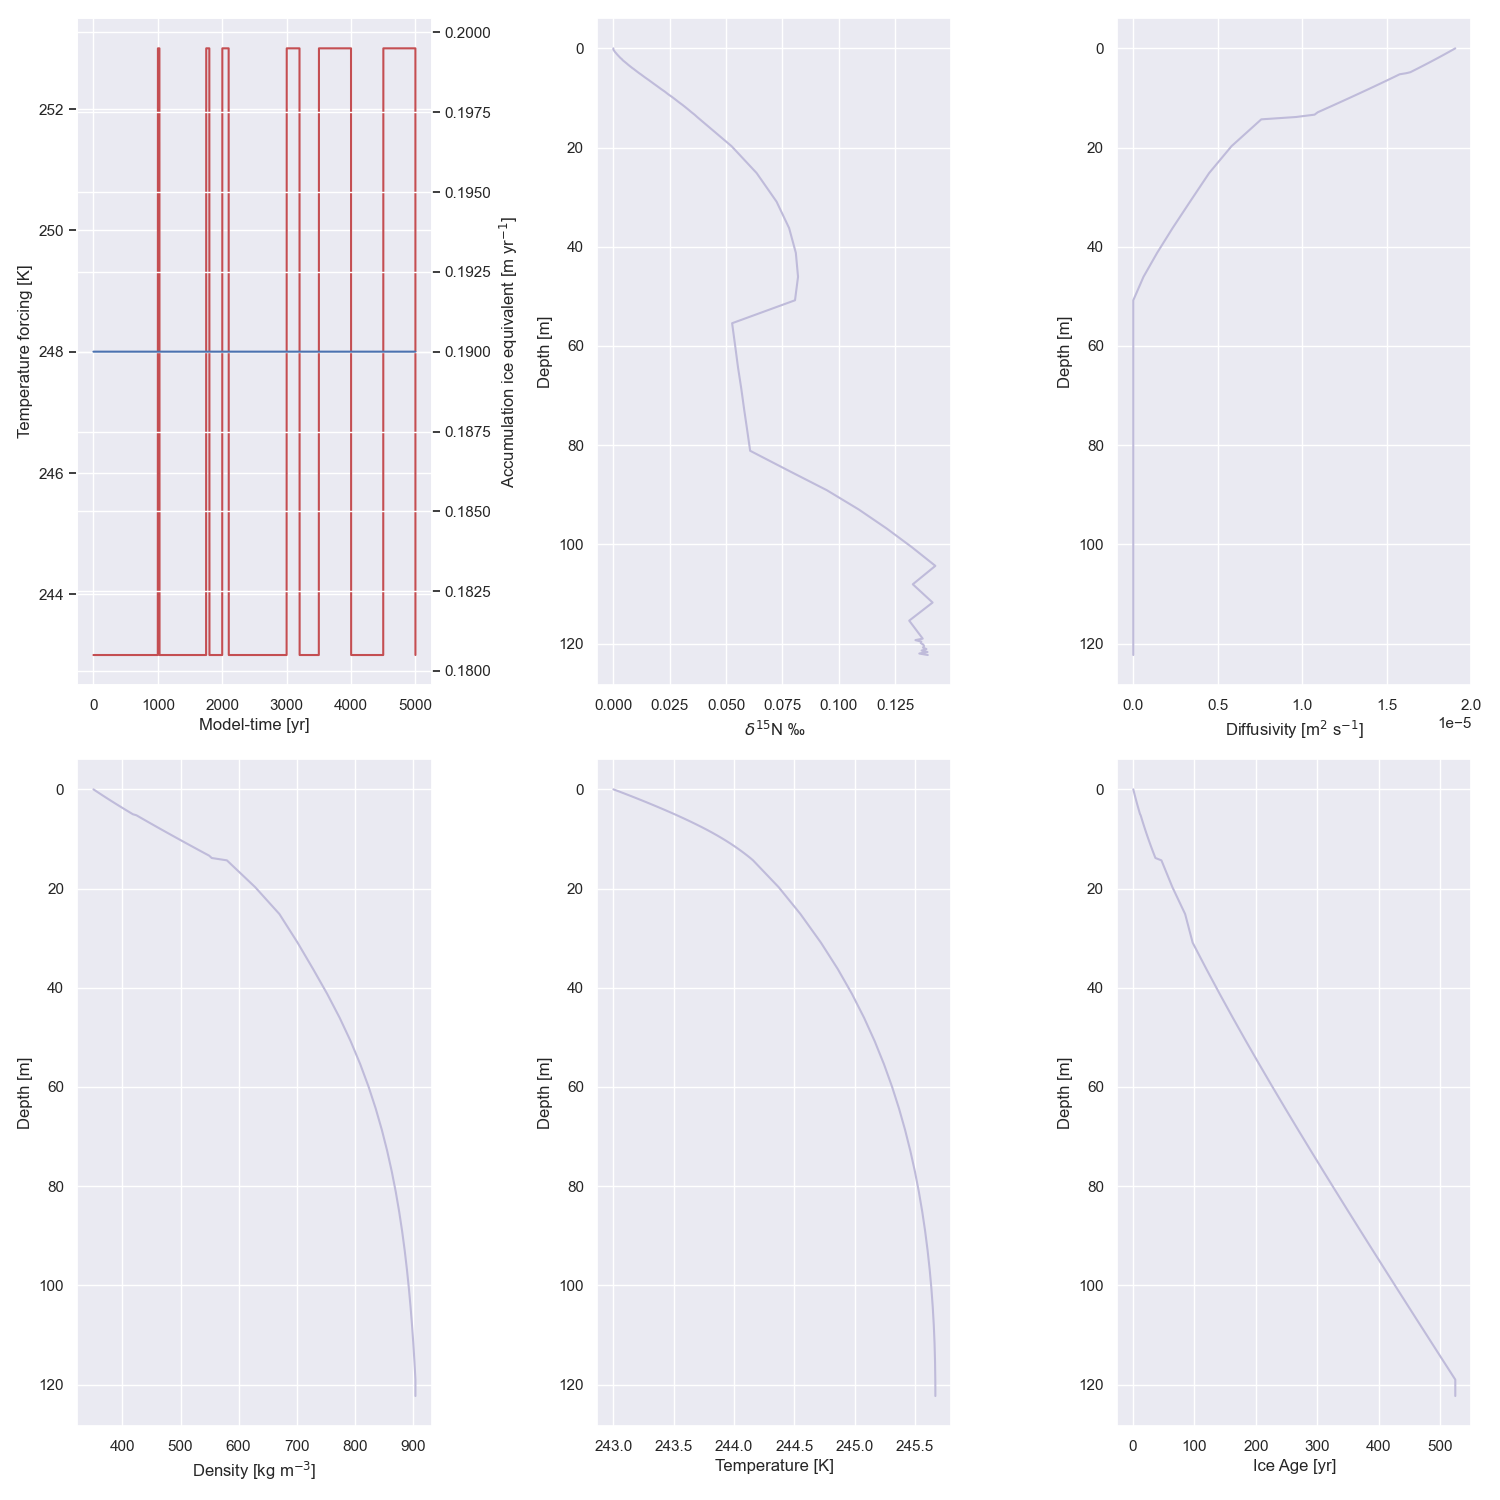 Temperature forcing [K]
252
250
248
246
244
0.2000
0.1975
0.1950
0.1925
0.1900
0.1875
0.1850
0.1825
0.1800
Accumulation ice equivalent [m yr⁻¹]
0 1000 2000 3000 4000 5000
Model-time [yr]
Depth [m]
0
20
40
60
80
100
120
0.000 0.025 0.050 0.075 0.100 0.125
δ¹⁵N ‰
Depth [m]
0
20
40
60
80
100
120
0.0 0.5 1.0 1.5 2.0
1e−5
Diffusivity [m² s⁻¹]
Depth [m]
0
20
40
60
80
100
120
400 500 600 700 800 900
Density [kg m⁻³]
Depth [m]
0
20
40
60
80
100
120
243.0 243.5 244.0 244.5 245.0 245.5
Temperature [K]
Depth [m]
0
20
40
60
80
100
120
0 100 200 300 400 500
Ice Age [yr]